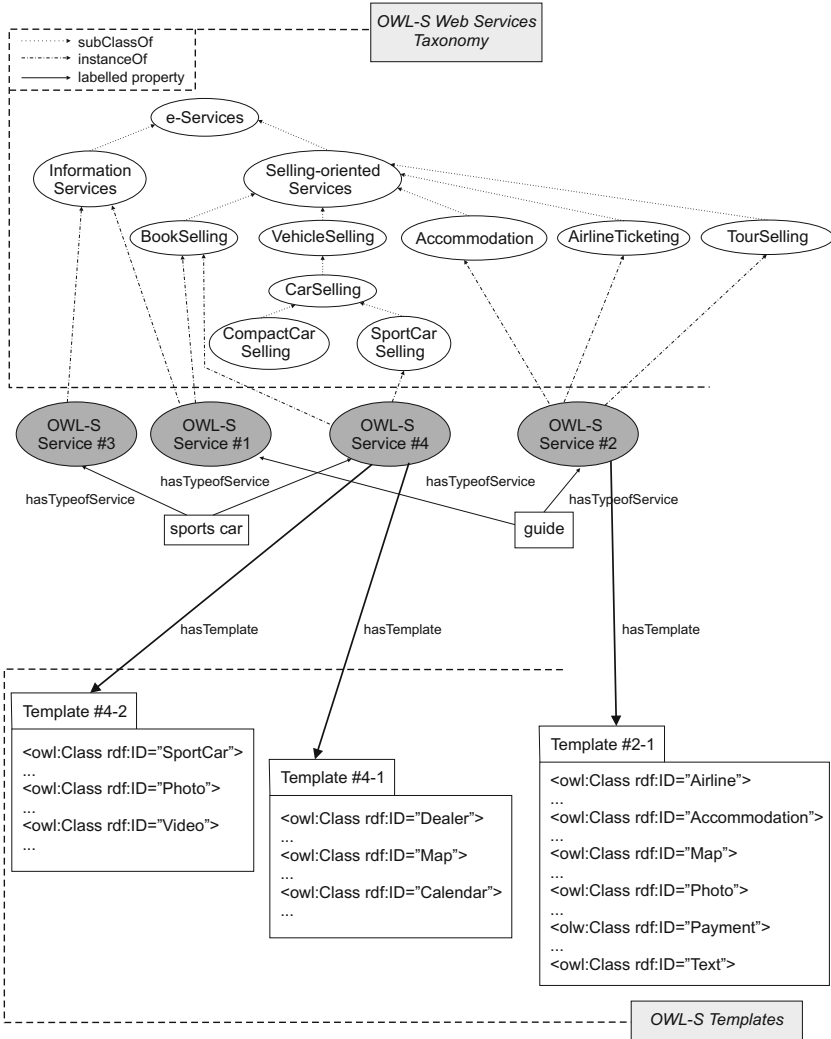 OWL-S Web Services
Taxonomy
subClassOf
instanceOf
labelled property
e-Services
Information
Services
Selling-oriented
Services
BookSelling
VehicleSelling
Accommodation
AirlineTicketing
TourSelling
CarSelling
CompactCar
Selling
SportCar
Selling
OWL-S
Service #3
OWL-S
Service #1
OWL-S
Service #4
OWL-S
Service #2
hasTypeofService
hasTypeofService
hasTypeofService
hasTypeofService
sports car
guide
hasTemplate
hasTemplate
hasTemplate
Template #4-2
<owl:Class rdf:ID=”SportCar”>
...
<owl:Class rdf:ID=”Photo”>
...
<owl:Class rdf:ID=”Video”>
...
Template #4-1
<owl:Class rdf:ID=”Dealer”>
...
<owl:Class rdf:ID=”Map”>
...
<owl:Class rdf:ID=”Calendar”>
...
Template #2-1
<owl:Class rdf:ID=”Airline”>
...
<owl:Class rdf:ID=”Accommodation”>
...
<owl:Class rdf:ID=”Map”>
...
<owl:Class rdf:ID=”Photo”>
...
<olw:Class rdf:ID=”Payment”>
...
<owl:Class rdf:ID=”Text”>
OWL-S Templates